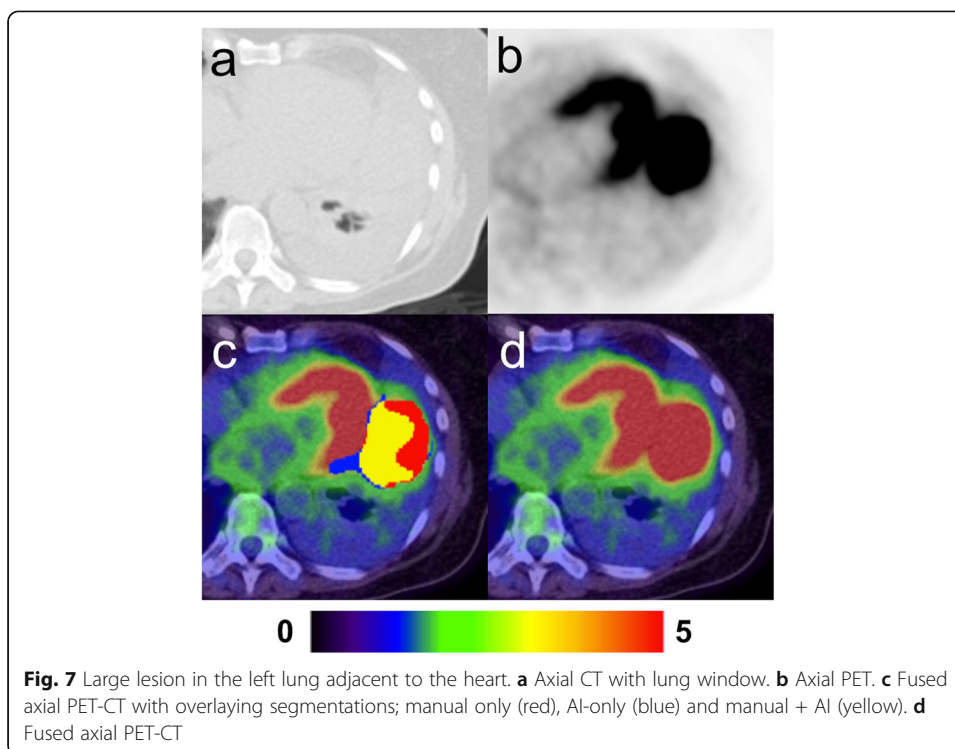 a
b
c
d
0
5
Fig. 7 Large lesion in the left lung adjacent to the heart. a Axial CT with lung window. b Axial PET. c Fused
axial PET-CT with overlaying segmentations; manual only (red), AI-only (blue) and manual + AI (yellow). d
Fused axial PET-CT